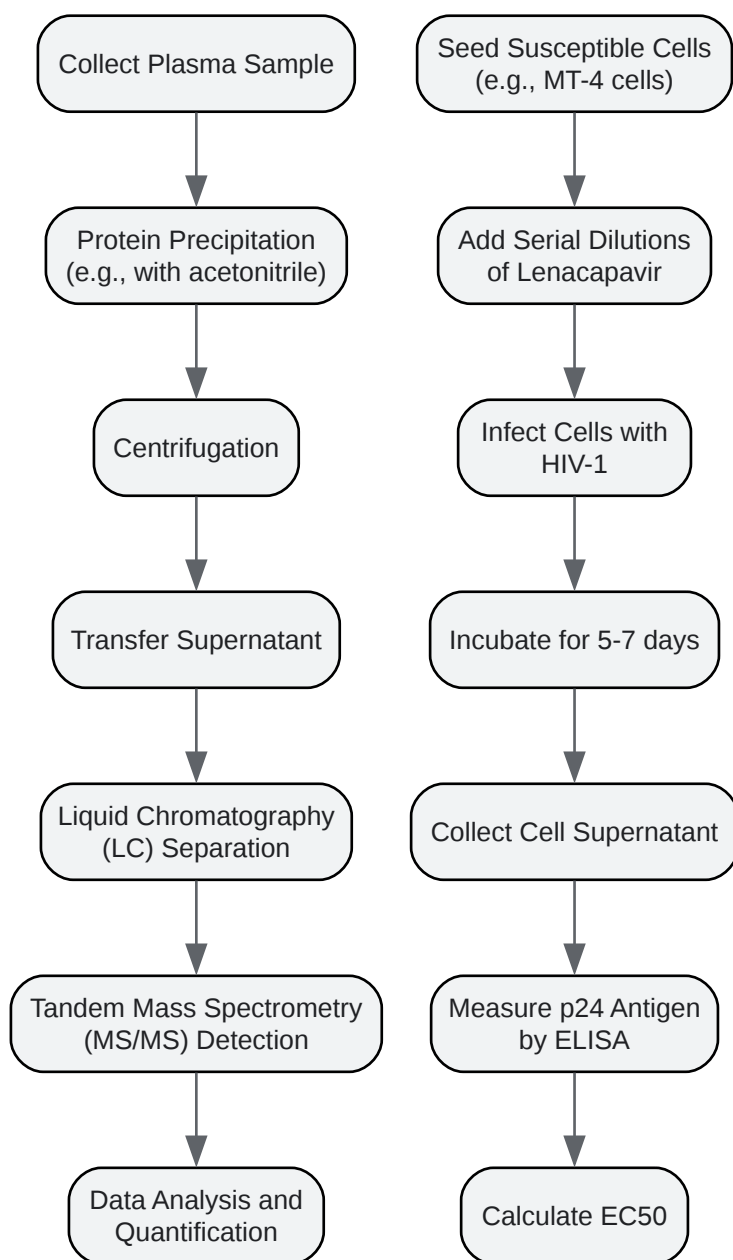 Collect Plasma Sample
Protein Precipitation
(e.g., with acetonitrile)
Centrifugation
Transfer Supernatant
Liquid Chromatography
(LC) Separation
Tandem Mass Spectrometry
(MS/MS) Detection
Data Analysis and
Quantification
Seed Susceptible Cells
(e.g., MT-4 cells)
Add Serial Dilutions
of Lenacapavir
Infect Cells with
HIV-1
Incubate for 5-7 days
Collect Cell Supernatant
Measure p24 Antigen
by ELISA
Calculate EC50